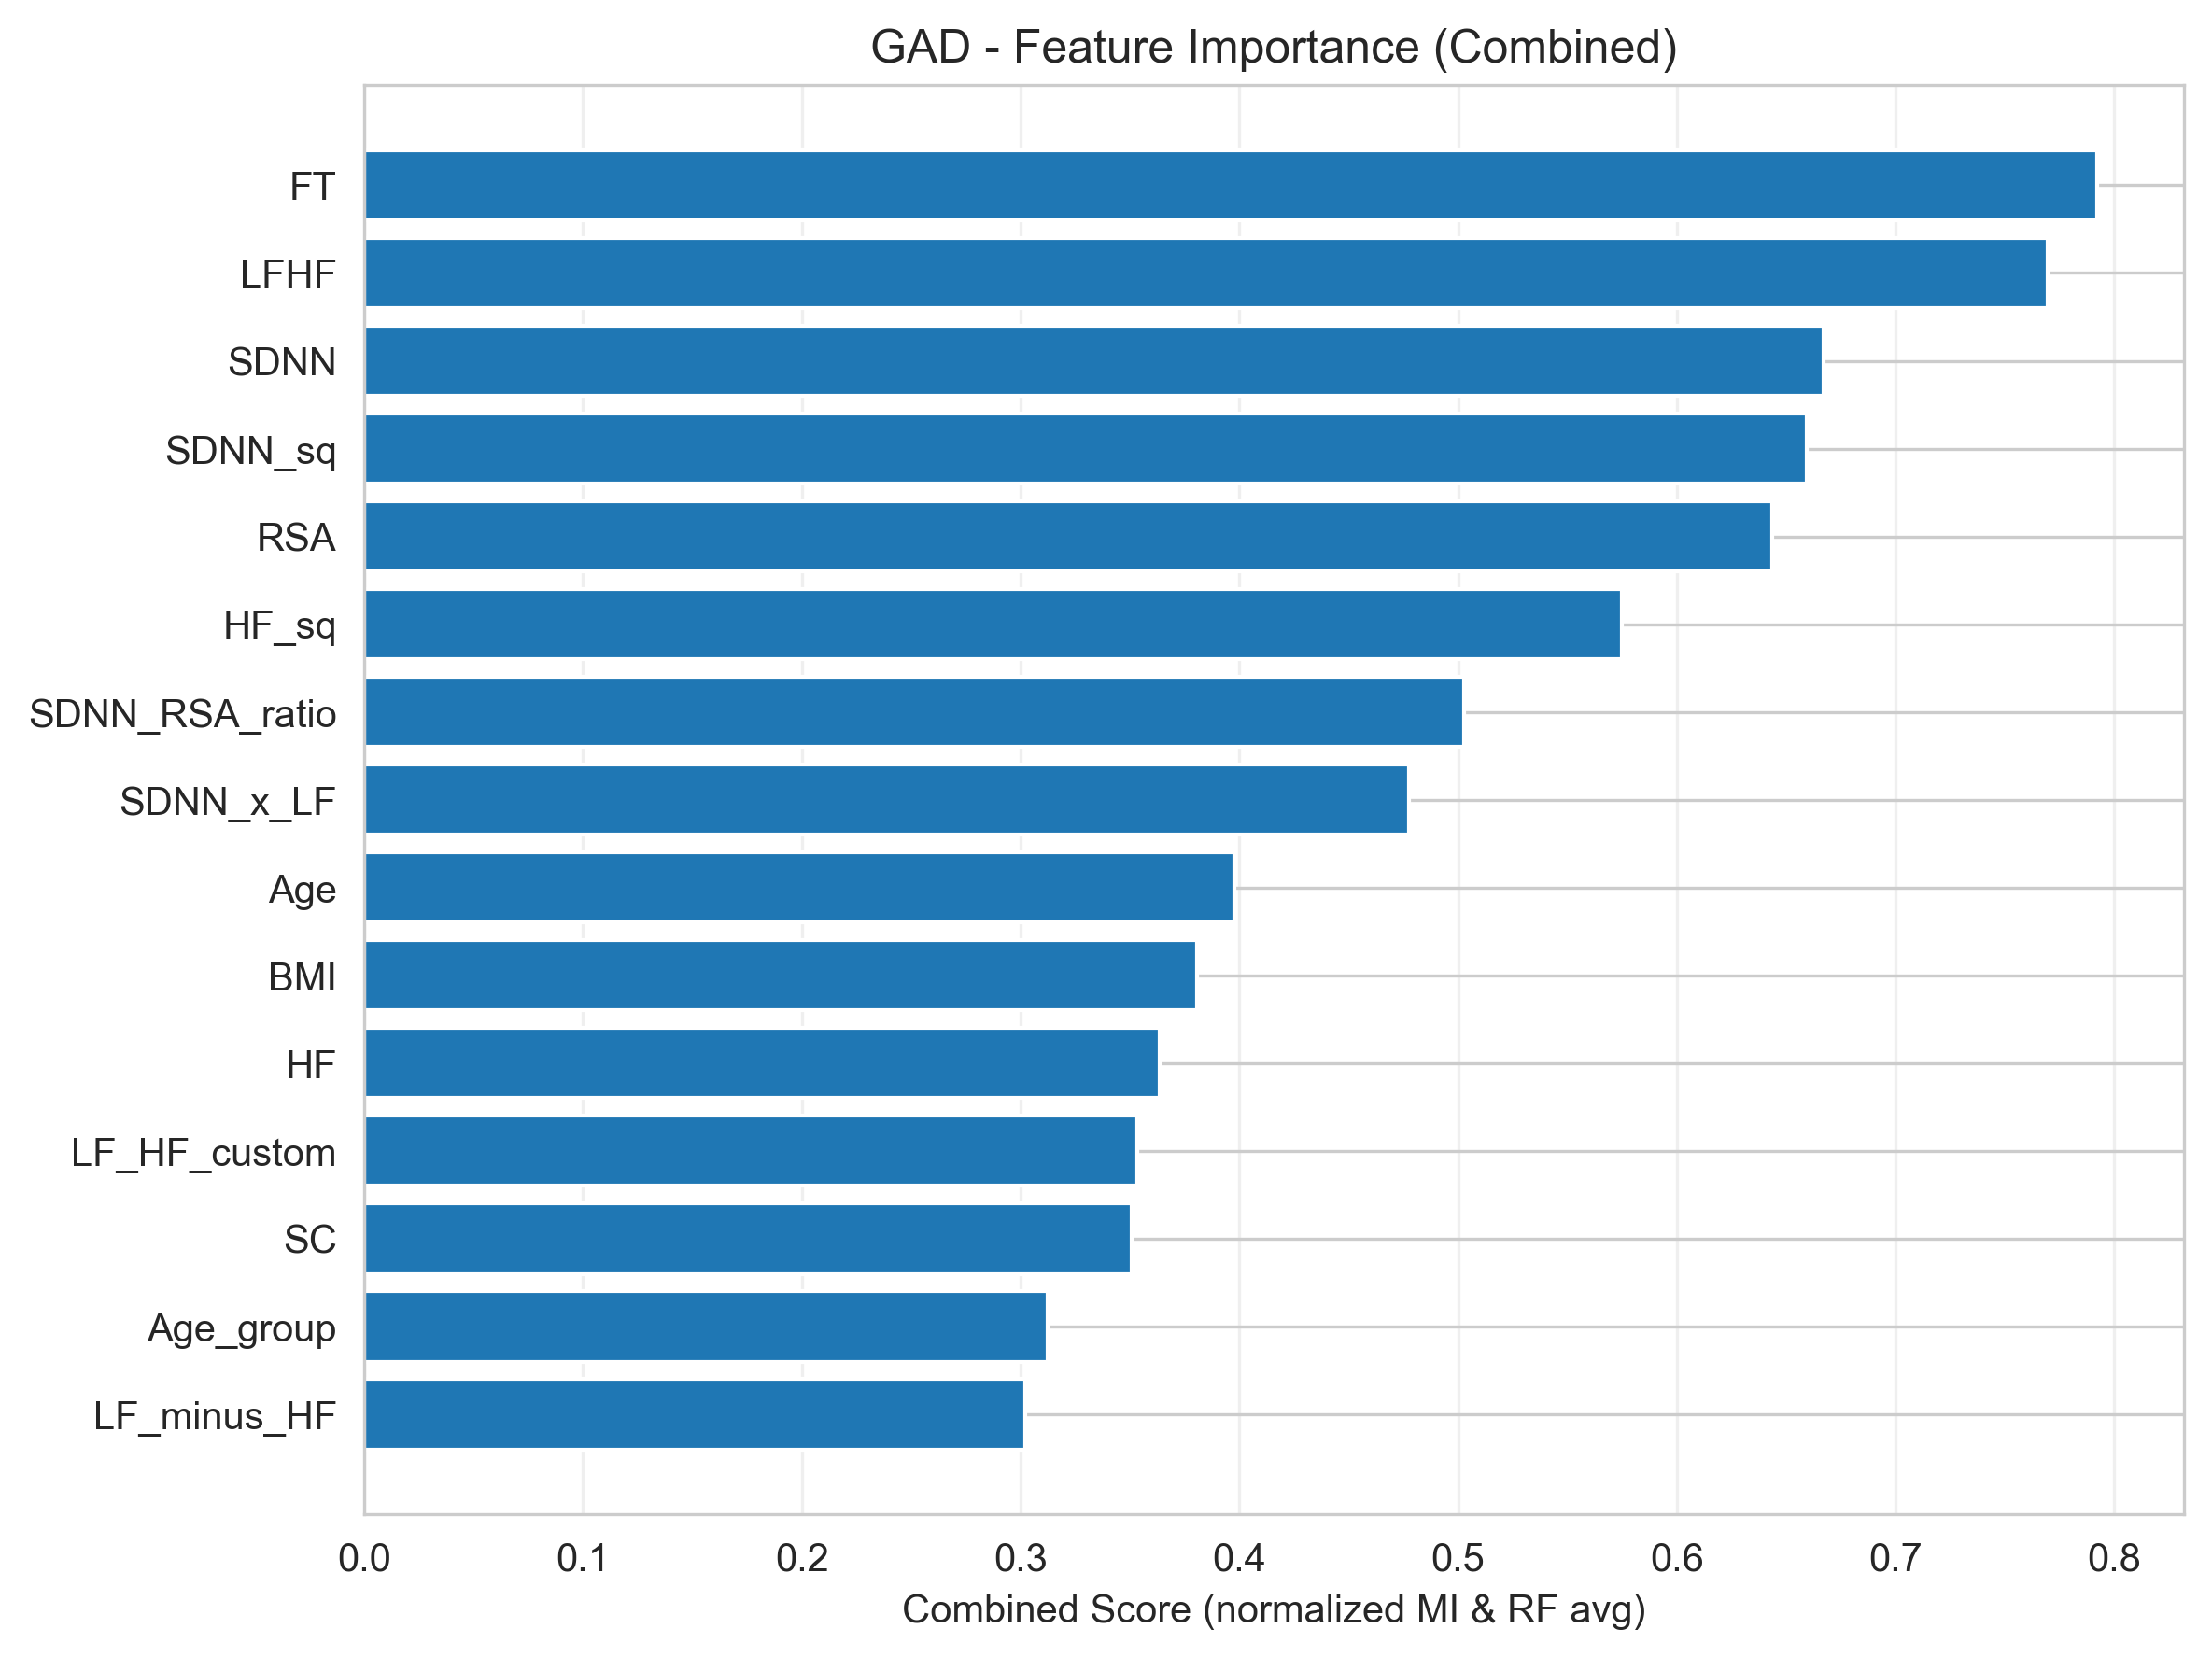 GAD - Feature Importance (Combined)
FT
LFHF
SDNN
SDNN_sq
RSA
HF_sq
SDNN_RSA_ratio
SDNN_x_LF
Age
BMI
HF
LF_HF_custom
SC
Age_group
LF_minus_HF
0.0 0.1 0.2 0.3 0.4 0.5 0.6 0.7 0.8
Combined Score (normalized MI & RF avg)